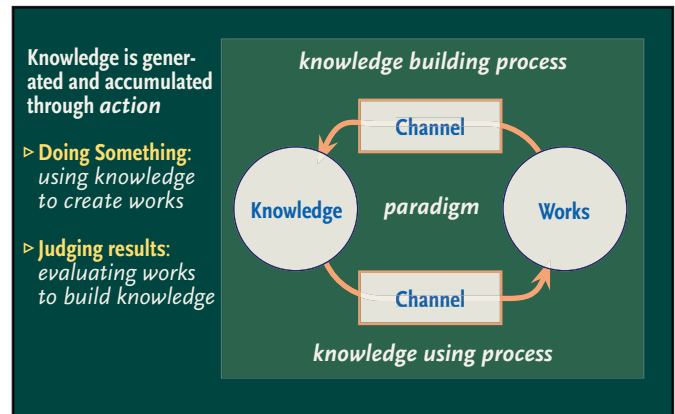 Knowledge is gener-
ated and accumulated
through action
▹ Doing Something:
using knowledge
to create works
▹ Judging results:
evaluating works
to build knowledge
knowledge building process
Channel
Knowledge
paradigm
Works
Channel
knowledge using process